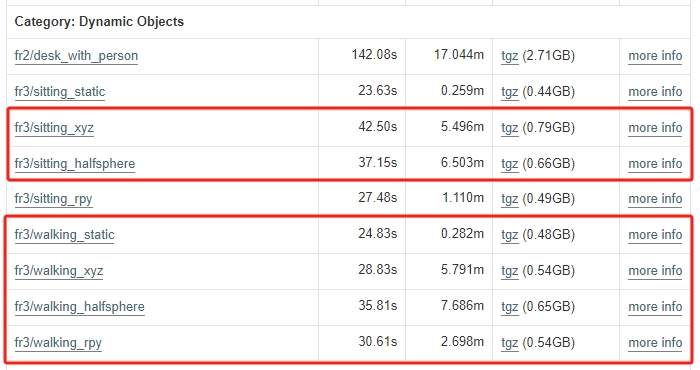 Category: Dynamic Objects
fr2/desk_with_person 142.08s 17.044m tgz (2.71GB) more info
fr3/sitting_static 23.63s 0.259m tgz (0.44GB) more info
fr3/sitting_xyz 42.50s 5.496m tgz (0.79GB) more info
fr3/sitting_halfsphere 37.15s 6.503m tgz (0.66GB) more info
fr3/sitting_rpy 27.48s 1.110m tgz (0.49GB) more info
fr3/walking_static 24.83s 0.282m tgz (0.48GB) more info
fr3/walking_xyz 28.83s 5.791m tgz (0.54GB) more info
fr3/walking_halfsphere 35.81s 7.686m tgz (0.65GB) more info
fr3/walking_rpy 30.61s 2.698m tgz (0.54GB) more info